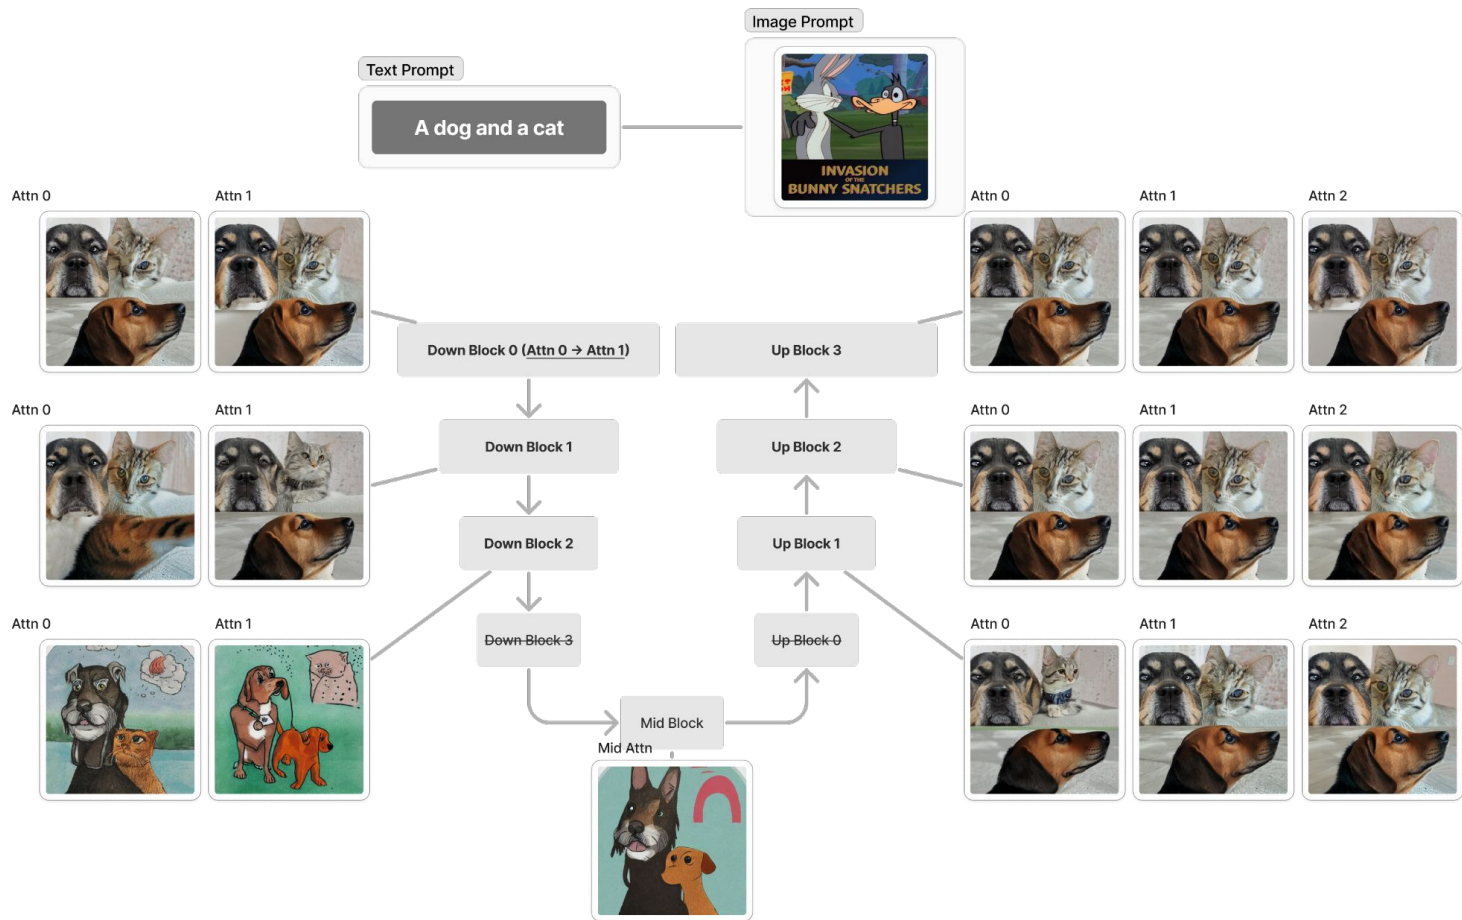 Image Prompt
Text Prompt
A dog and a cat
INVASION
OF THE
BUNNY SNATCHERS
Attn 0
Attn 1
Attn 0
Attn 1
Attn 2
Down Block 0 (Attn 0 → Attn 1)
Up Block 3
Attn 0
Attn 1
Attn 0
Attn 1
Attn 2
Down Block 1
Up Block 2
Down Block 2
Up Block 1
Attn 0
Attn 1
Attn 0
Attn 1
Attn 2
Down Block 3
Up Block 0
Mid Block
Mid Attn